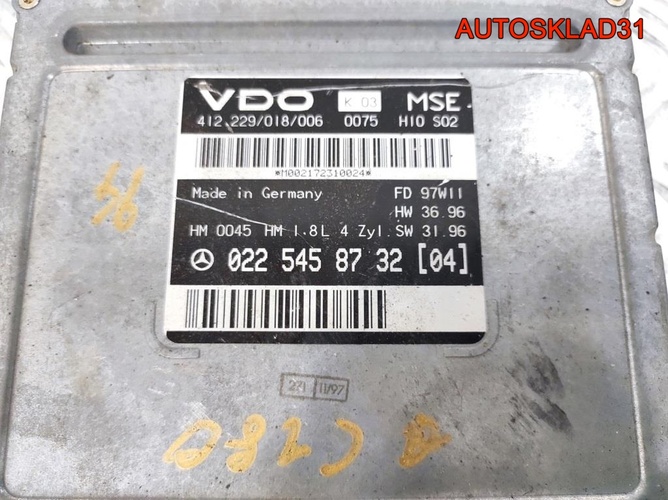 AUTOSKLAD31
VDO K 03 MSE
412.229/018/006 0075 H10 S02
*M002172310024*
Made in Germany FD 97W11
HW 36.96
HM 0045 HM 1.8L 4 Zyl. SW 31.96
022 545 87 32 [04]
231 11/97
C180